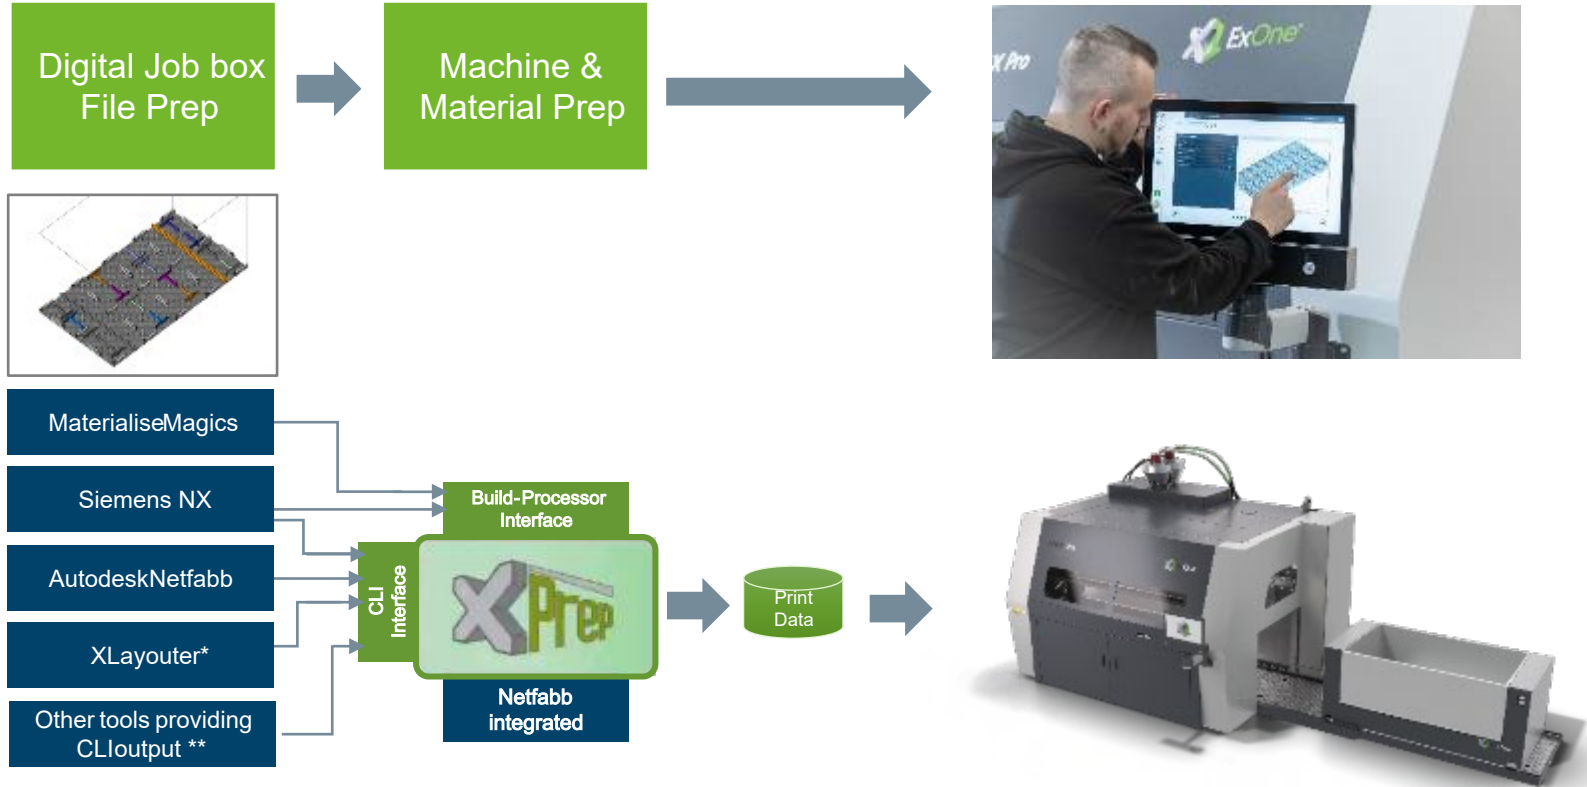 Digital Job box
File Prep
Machine &
Material Prep
X Pro
ExOne
MaterialiseMagics
Siemens NX
AutodeskNetfabb
XLayouter*
Other tools providing
CLIoutput **
Build-Processor
Interface
CLI
Interface
XPrep
Netfabb
integrated
Print
Data